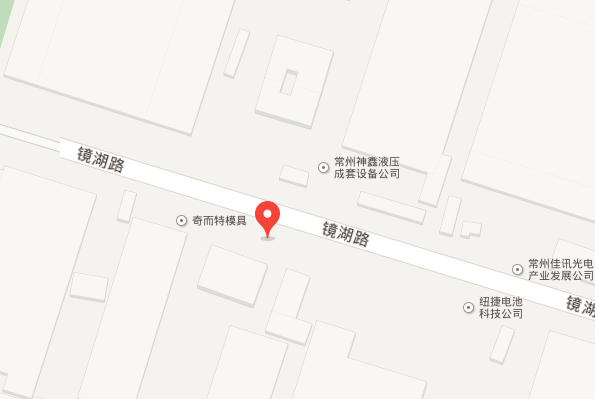 镜湖路
常州神鑫液压
成套设备公司
奇而特模具
镜湖路
常州佳讯光电
产业发展公司
纽捷电池
科技公司
镜湖